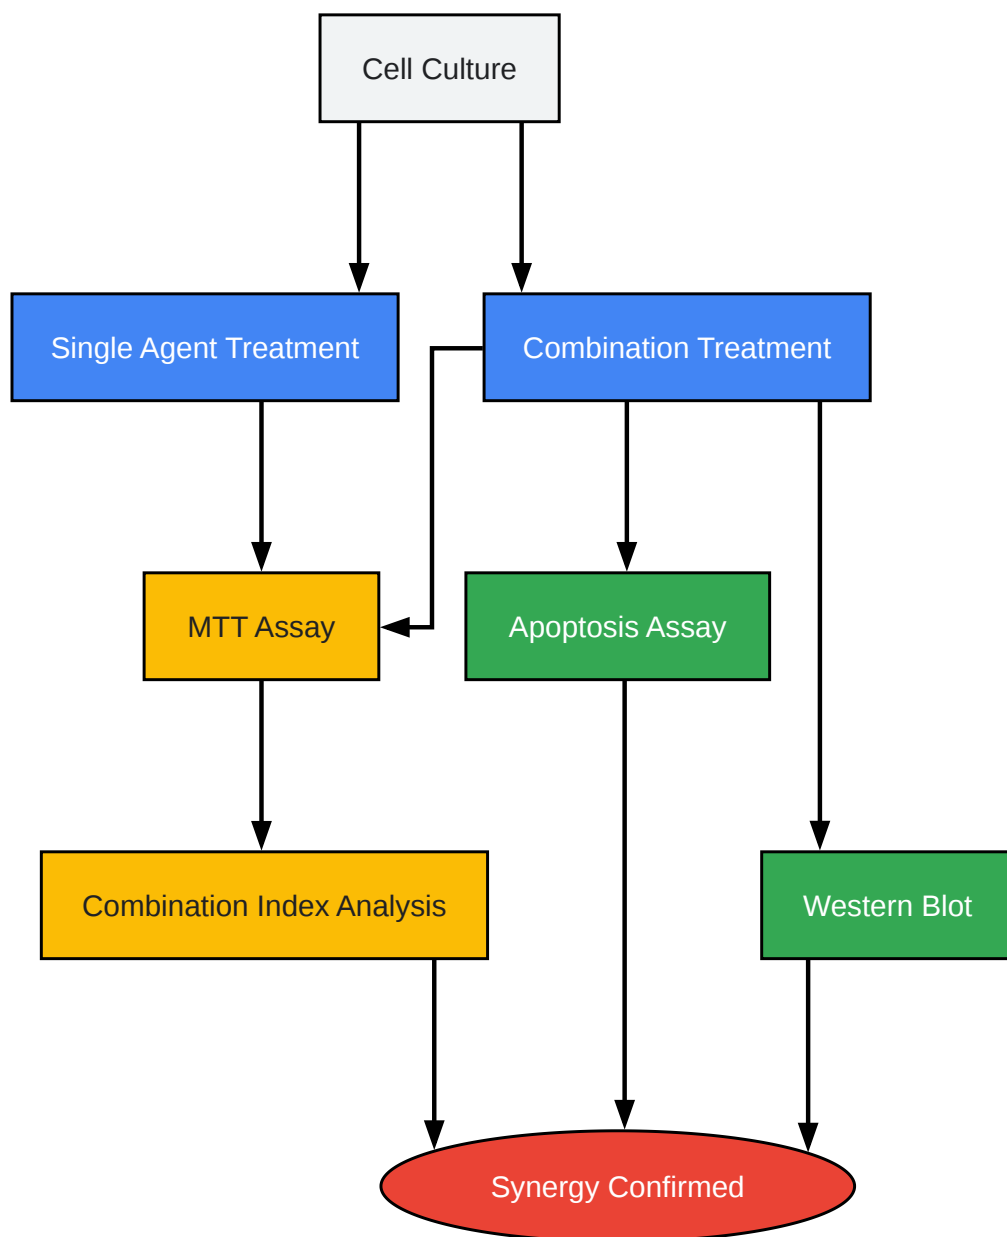 Cell Culture
Single Agent Treatment
Combination Treatment
MTT Assay
Apoptosis Assay
Combination Index Analysis
Western Blot
Synergy Confirmed